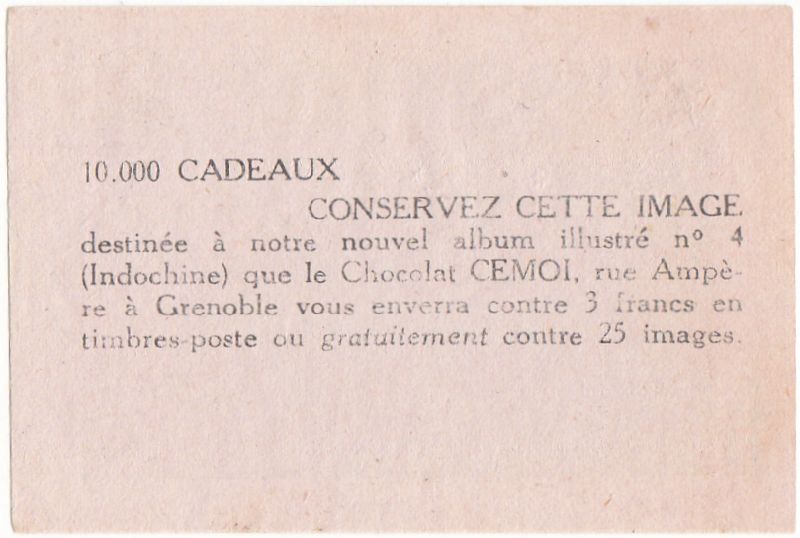 10.000 CADEAUX
CONSERVEZ CETTE IMAGE
destinée à notre nouvel album illustré n° 4
(Indochine) que le Chocolat CEMOI, rue Ampè-
re à Grenoble vous enverra contre 3 francs en
timbres-poste ou gratuitement contre 25 images.